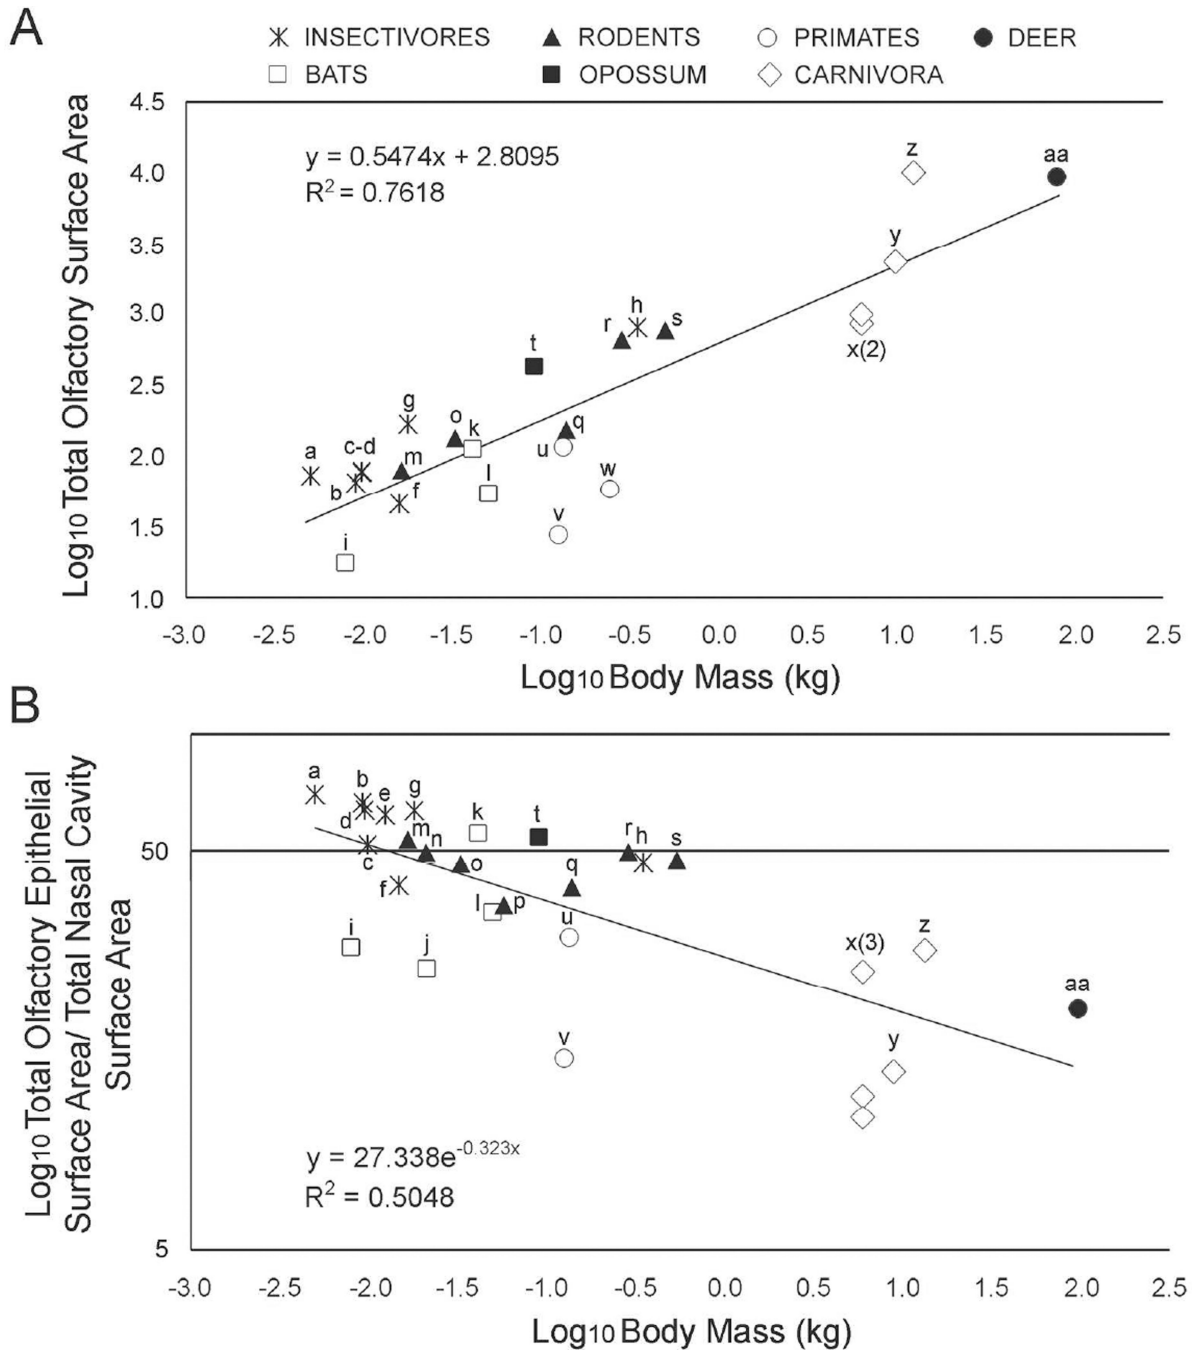 A
INSECTIVORES RODENTS PRIMATES DEER
BATS OPOSSUM CARNIVORA
Log10 Total Olfactory Surface Area
4.5
4.0
3.5
3.0
2.5
2.0
1.5
1.0
y = 0.5474x + 2.8095
R2 = 0.7618
z
aa
y
h
r
s
x(2)
t
g
o
k
q
a
c-d
m
u
b
f
l
w
v
i
-3.0 -2.5 -2.0 -1.5 -1.0 -0.5 0.0 0.5 1.0 1.5 2.0 2.5
Log10 Body Mass (kg)
B
Log10 Total Olfactory Epithelial
Surface Area/ Total Nasal Cavity
Surface Area
50
5
a
b
e
g
k
t
d
m
n
r
h
s
c
o
q
f
l
p
u
i
j
x(3)
z
aa
v
y
y = 27.338e-0.323x
R2 = 0.5048
-3.0 -2.5 -2.0 -1.5 -1.0 -0.5 0.0 0.5 1.0 1.5 2.0 2.5
Log10 Body Mass (kg)